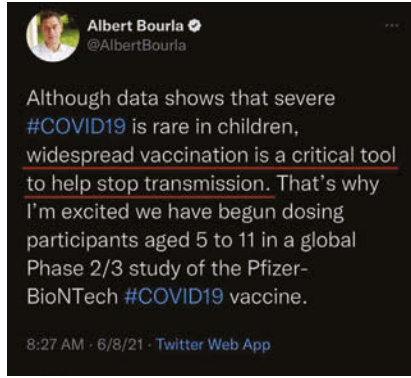 Albert Bourla
@AlbertBourla
Although data shows that severe
#COVID19 is rare in children,
widespread vaccination is a critical tool
to help stop transmission. That's why
I'm excited we have begun dosing
participants aged 5 to 11 in a global
Phase 2/3 study of the Pfizer-
BioNTech #COVID19 vaccine.
8:27 AM · 6/8/21 · Twitter Web App